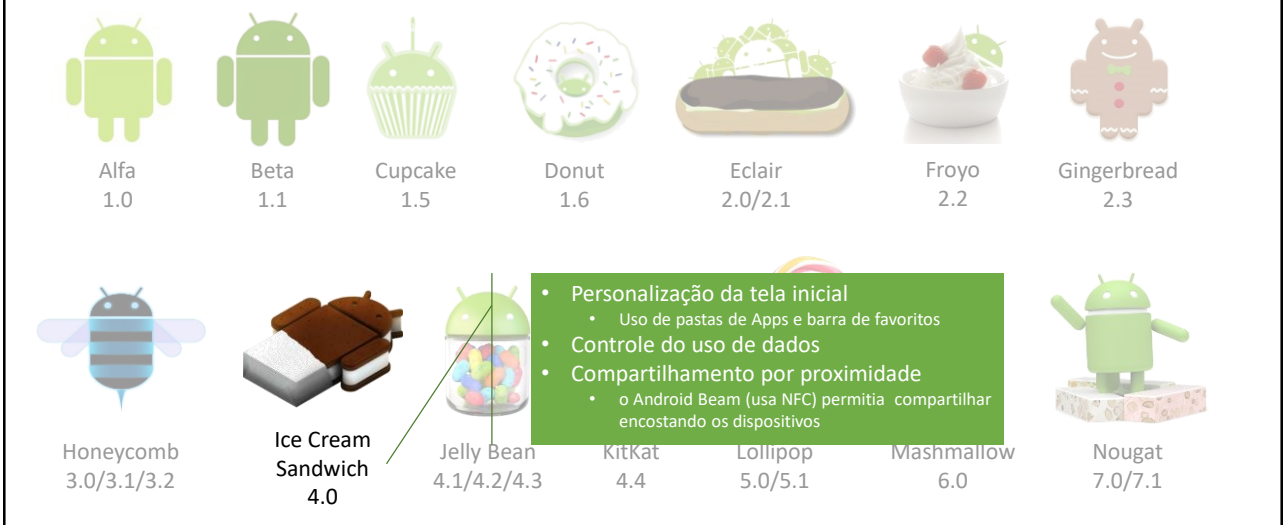 Alfa
1.0
Beta
1.1
Cupcake
1.5
Donut
1.6
Eclair
2.0/2.1
Froyo
2.2
Gingerbread
2.3
• Personalização da tela inicial
• Uso de pastas de Apps e barra de favoritos
• Controle do uso de dados
• Compartilhamento por proximidade
• o Android Beam (usa NFC) permitia compartilhar
encostando os dispositivos
Honeycomb
3.0/3.1/3.2
Ice Cream
Sandwich
4.0
Jelly Bean
4.1/4.2/4.3
KitKat
4.4
Lollipop
5.0/5.1
Mashmallow
6.0
Nougat
7.0/7.1